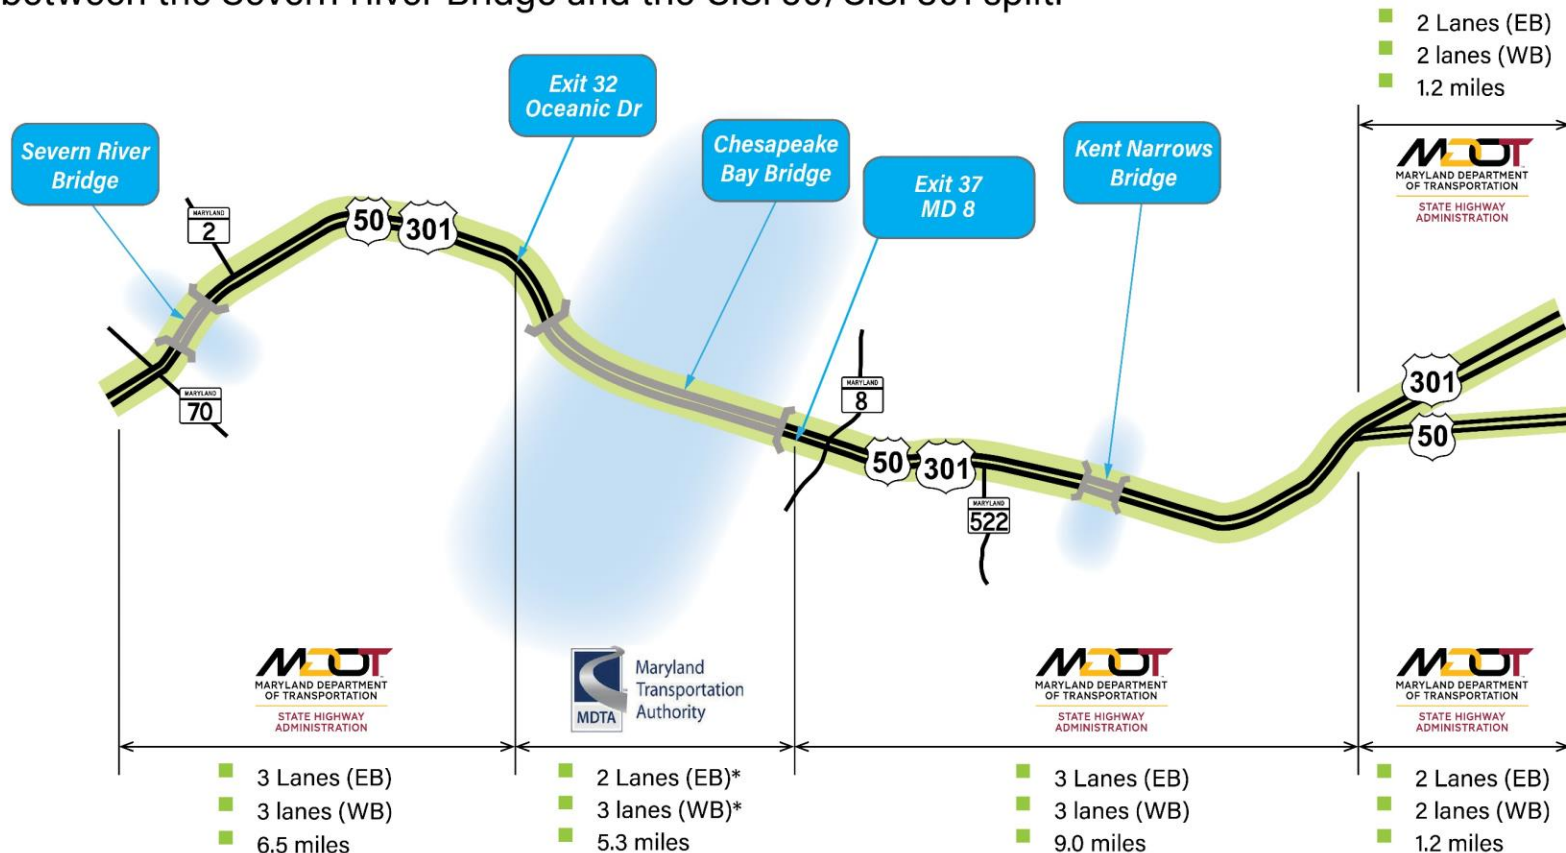 between the Severn River Bridge and the U.S. 50/U.S. 301 split.
2 Lanes (EB)
2 lanes (WB)
1.2 miles
MDOT
MARYLAND DEPARTMENT
OF TRANSPORTATION
STATE HIGHWAY
ADMINISTRATION
Severn River
Bridge
Exit 32
Oceanic Dr
Chesapeake
Bay Bridge
Exit 37
MD 8
Kent Narrows
Bridge
MARYLAND
2
50
301
MARYLAND
70
MARYLAND
8
50
301
MARYLAND
522
301
50
MDOT
MARYLAND DEPARTMENT
OF TRANSPORTATION
STATE HIGHWAY
ADMINISTRATION
3 Lanes (EB)
3 lanes (WB)
6.5 miles
MDTA
Maryland
Transportation
Authority
2 Lanes (EB)*
3 lanes (WB)*
5.3 miles
MDOT
MARYLAND DEPARTMENT
OF TRANSPORTATION
STATE HIGHWAY
ADMINISTRATION
3 Lanes (EB)
3 lanes (WB)
9.0 miles
MDOT
MARYLAND DEPARTMENT
OF TRANSPORTATION
STATE HIGHWAY
ADMINISTRATION
2 Lanes (EB)
2 lanes (WB)
1.2 miles